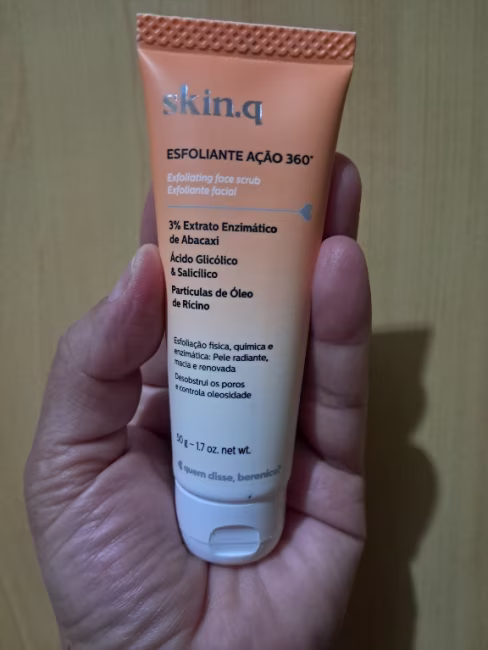 skin.q
ESFOLIANTE AÇÃO 360°
Exfoliating face scrub
Exfoliante facial
3% Extrato Enzimático
de Abacaxi
Ácido Glicólico
& Salicílico
Partículas de Óleo
de Rícino
Esfoliação física, química e
enzimática: Pele radiante,
macia e renovada
Desobstrui os poros
e controla oleosidade
50 g – 1.7 oz. net wt.
quem disse, berenice?